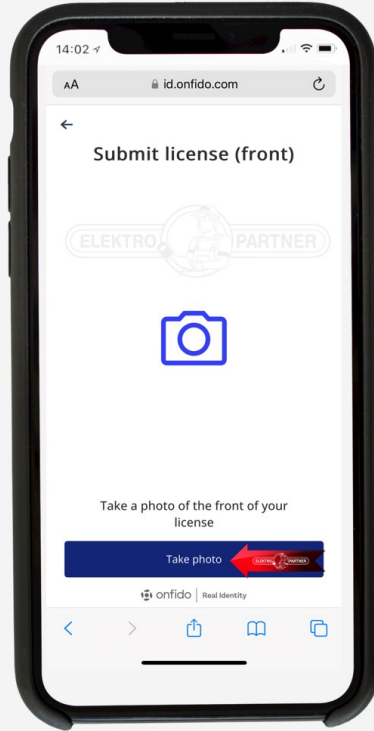 14:02
AA id.onfido.com
Submit license (front)
ELEKTRO PARTNER
Take a photo of the front of your
license
Take photo
ELEKTRO PARTNER
onfido | Real Identity